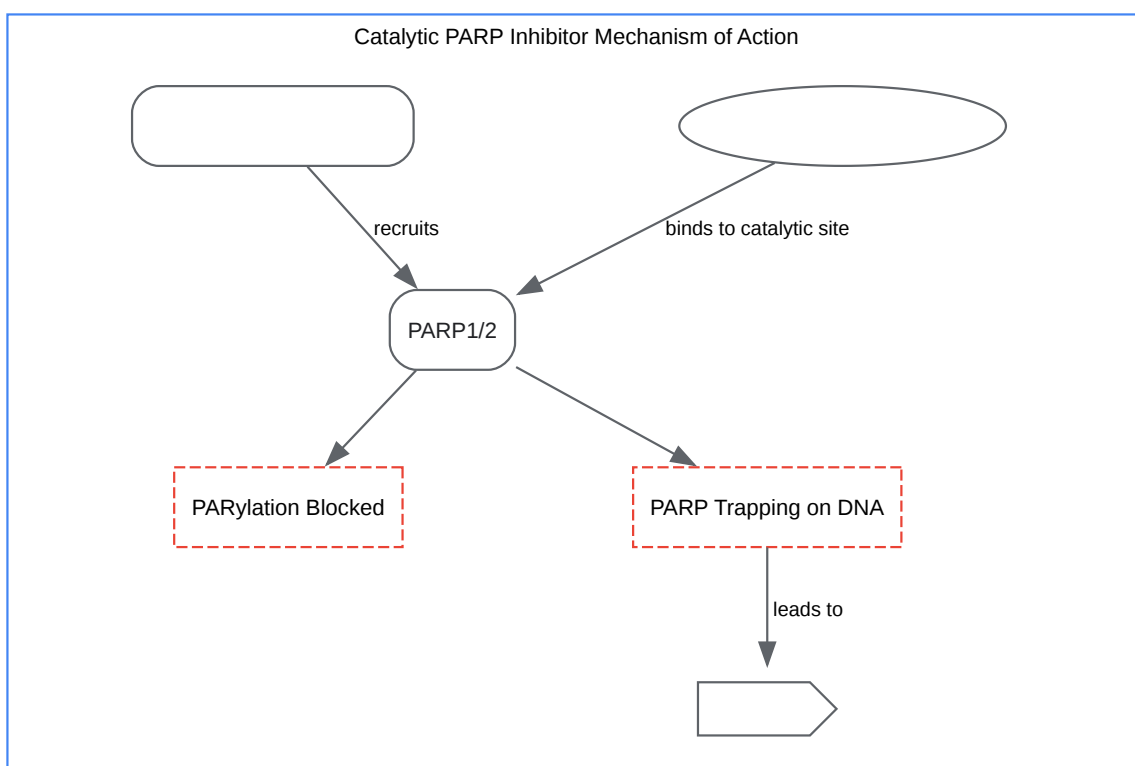 Catalytic PARP Inhibitor Mechanism of Action
recruits
binds to catalytic site
PARP1/2
PARylation Blocked
PARP Trapping on DNA
leads to